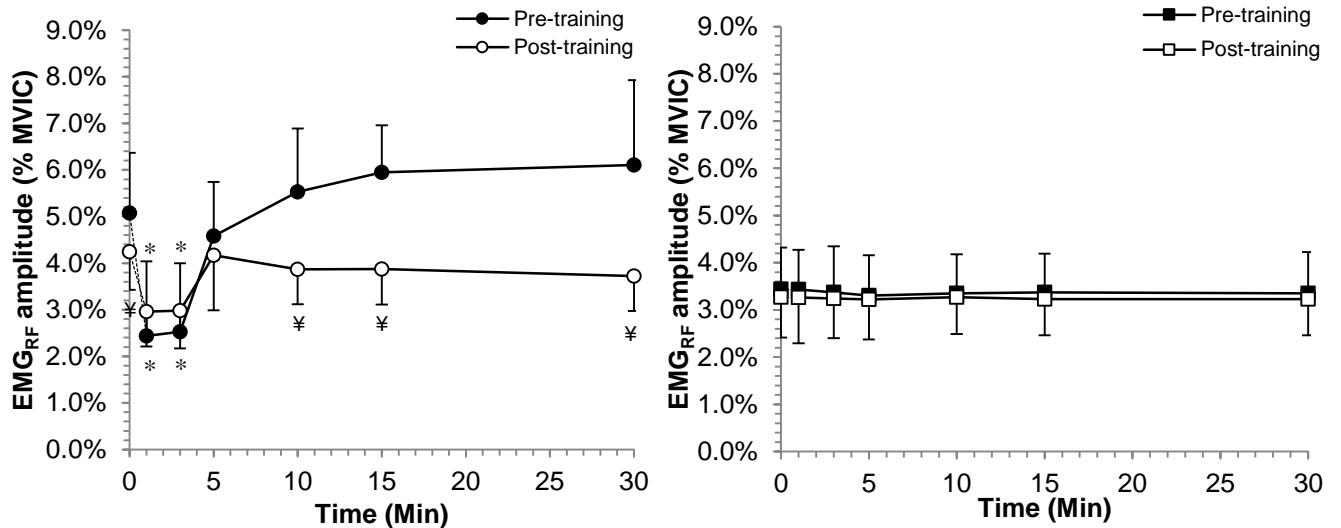 Pre-training
Post-training
EMG_RF amplitude (% MVIC)
9.0%
8.0%
7.0%
6.0%
5.0%
4.0%
3.0%
2.0%
1.0%
0.0%
* *
¥ ¥ ¥ ¥
* *
0 5 10 15 20 25 30
Time (Min)
Pre-training
Post-training
EMG_RF amplitude (% MVIC)
9.0%
8.0%
7.0%
6.0%
5.0%
4.0%
3.0%
2.0%
1.0%
0.0%
0 5 10 15 20 25 30
Time (Min)